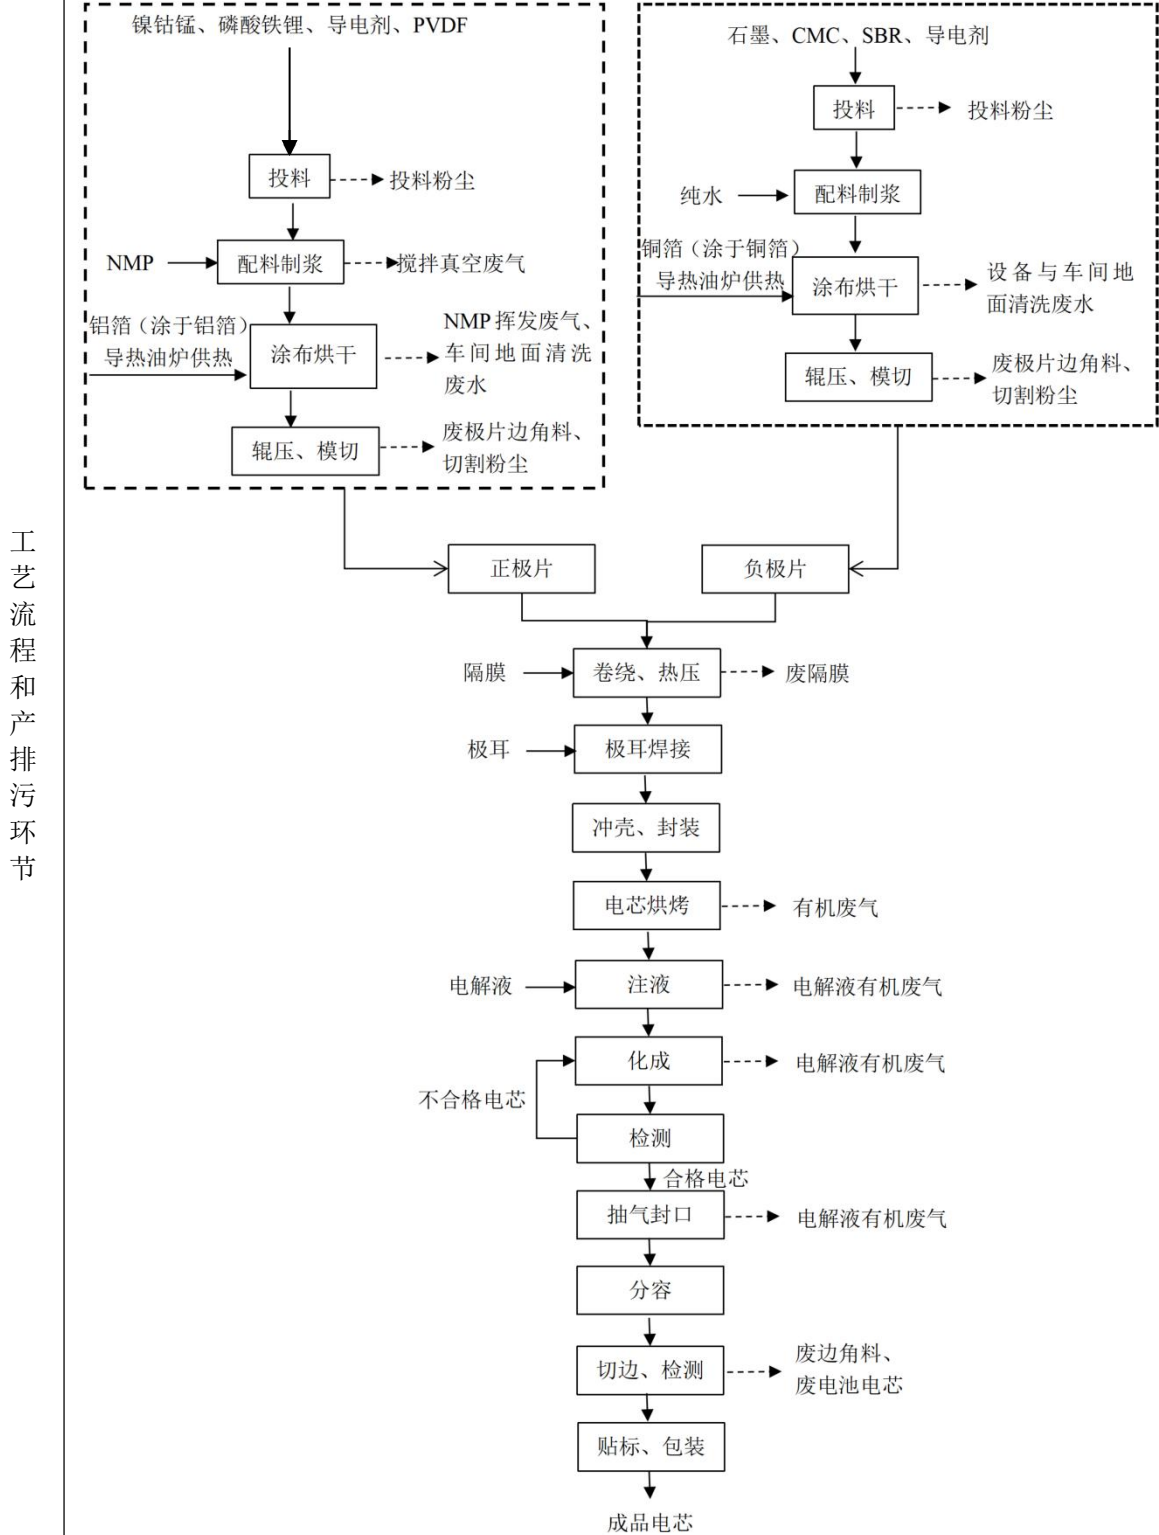 工艺流程和产排污环节
镍钴锰、磷酸铁锂、导电剂、PVDF
投料
投料粉尘
NMP
配料制浆
搅拌真空废气
铝箔（涂于铝箔）
导热油炉供热
涂布烘干
NMP 挥发废气、
车间地面清洗
废水
辊压、模切
废极片边角料、
切割粉尘
石墨、CMC、SBR、导电剂
投料
投料粉尘
纯水
配料制浆
铜箔（涂于铜箔）
导热油炉供热
涂布烘干
设备与车间地
面清洗废水
辊压、模切
废极片边角料、
切割粉尘
正极片
负极片
隔膜
卷绕、热压
废隔膜
极耳
极耳焊接
冲壳、封装
电芯烘烤
有机废气
电解液
注液
电解液有机废气
化成
电解液有机废气
不合格电芯
检测
合格电芯
抽气封口
电解液有机废气
分容
切边、检测
废边角料、
废电池电芯
贴标、包装
成品电芯